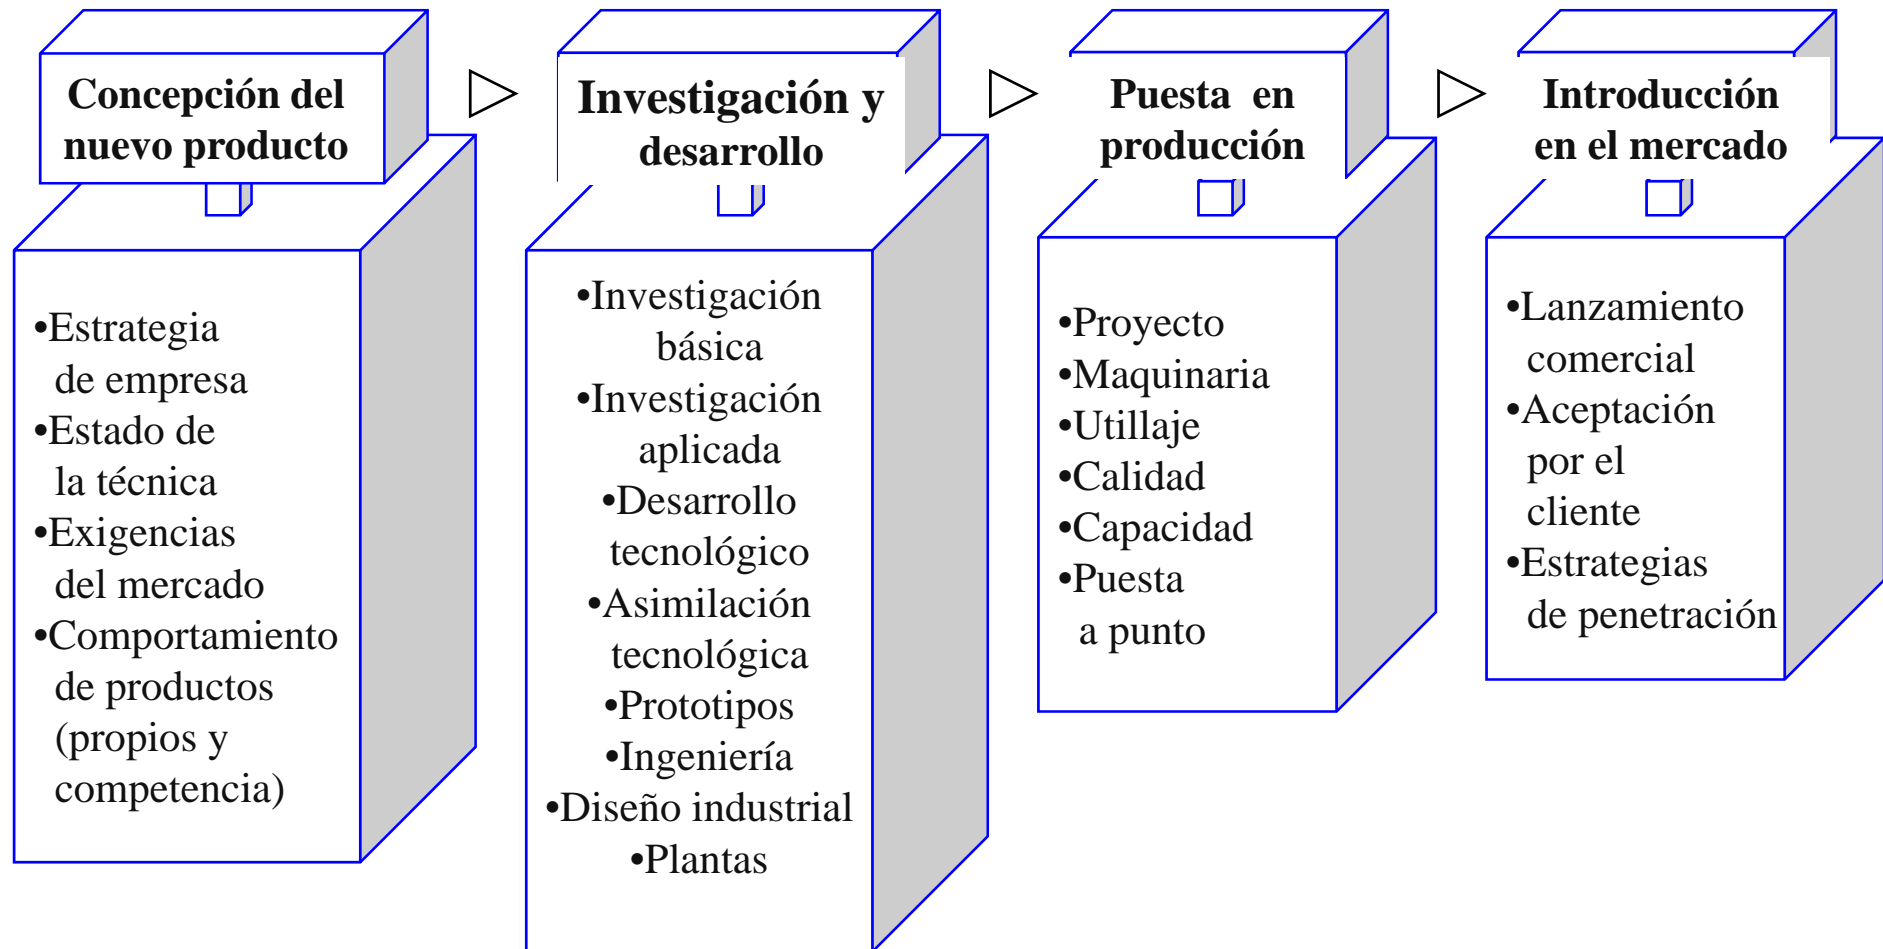 Concepción del
nuevo producto
•Estrategia
de empresa
•Estado de
la técnica
•Exigencias
del mercado
•Comportamiento
de productos
(propios y
competencia)
Investigación y
desarrollo
•Investigación
básica
•Investigación
aplicada
•Desarrollo
tecnológico
•Asimilación
tecnológica
•Prototipos
•Ingeniería
•Diseño industrial
•Plantas
Puesta en
producción
•Proyecto
•Maquinaria
•Utillaje
•Calidad
•Capacidad
•Puesta
a punto
Introducción
en el mercado
•Lanzamiento
comercial
•Aceptación
por el
cliente
•Estrategias
de penetración